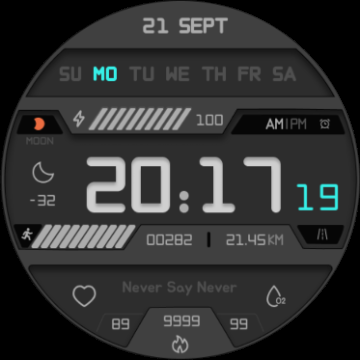 21 SEPT
SU MO TU WE TH FR SA
100 AM|PM
MOON
20:17 19
-32
00282 | 21.45KM
Never Say Never
O2
89 9999 99